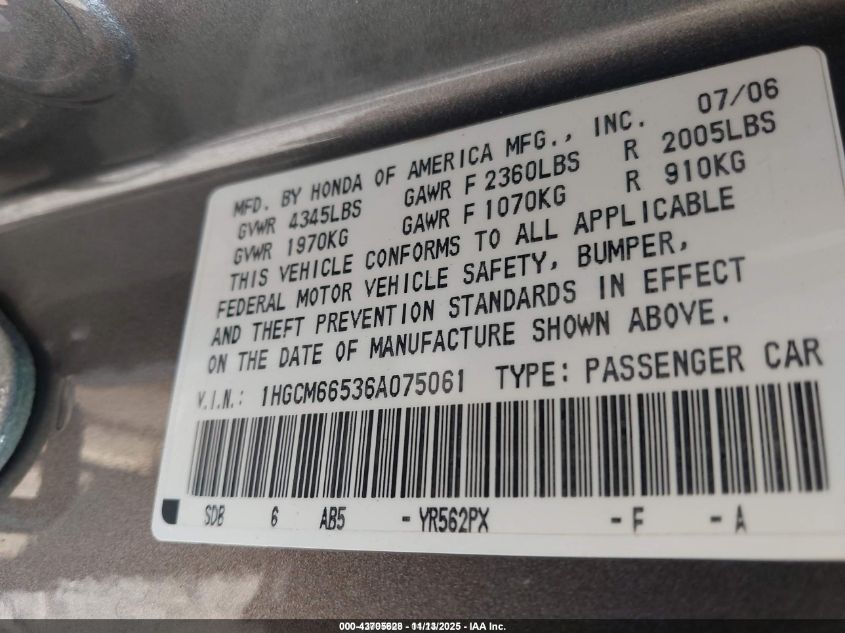 07/06
MFD. BY HONDA OF AMERICA MFG., INC.
GVWR 4345LBS GAWR F 2360LBS R 2005LBS
GVWR 1970KG GAWR F 1070KG R 910KG
THIS VEHICLE CONFORMS TO ALL APPLICABLE
FEDERAL MOTOR VEHICLE SAFETY, BUMPER,
AND THEFT PREVENTION STANDARDS IN EFFECT
ON THE DATE OF MANUFACTURE SHOWN ABOVE.
V.I.N.: 1HGCM66536A075061 TYPE: PASSENGER CAR
SDB 6 AB5 -YR562PX -F -A
- IAA Inc.